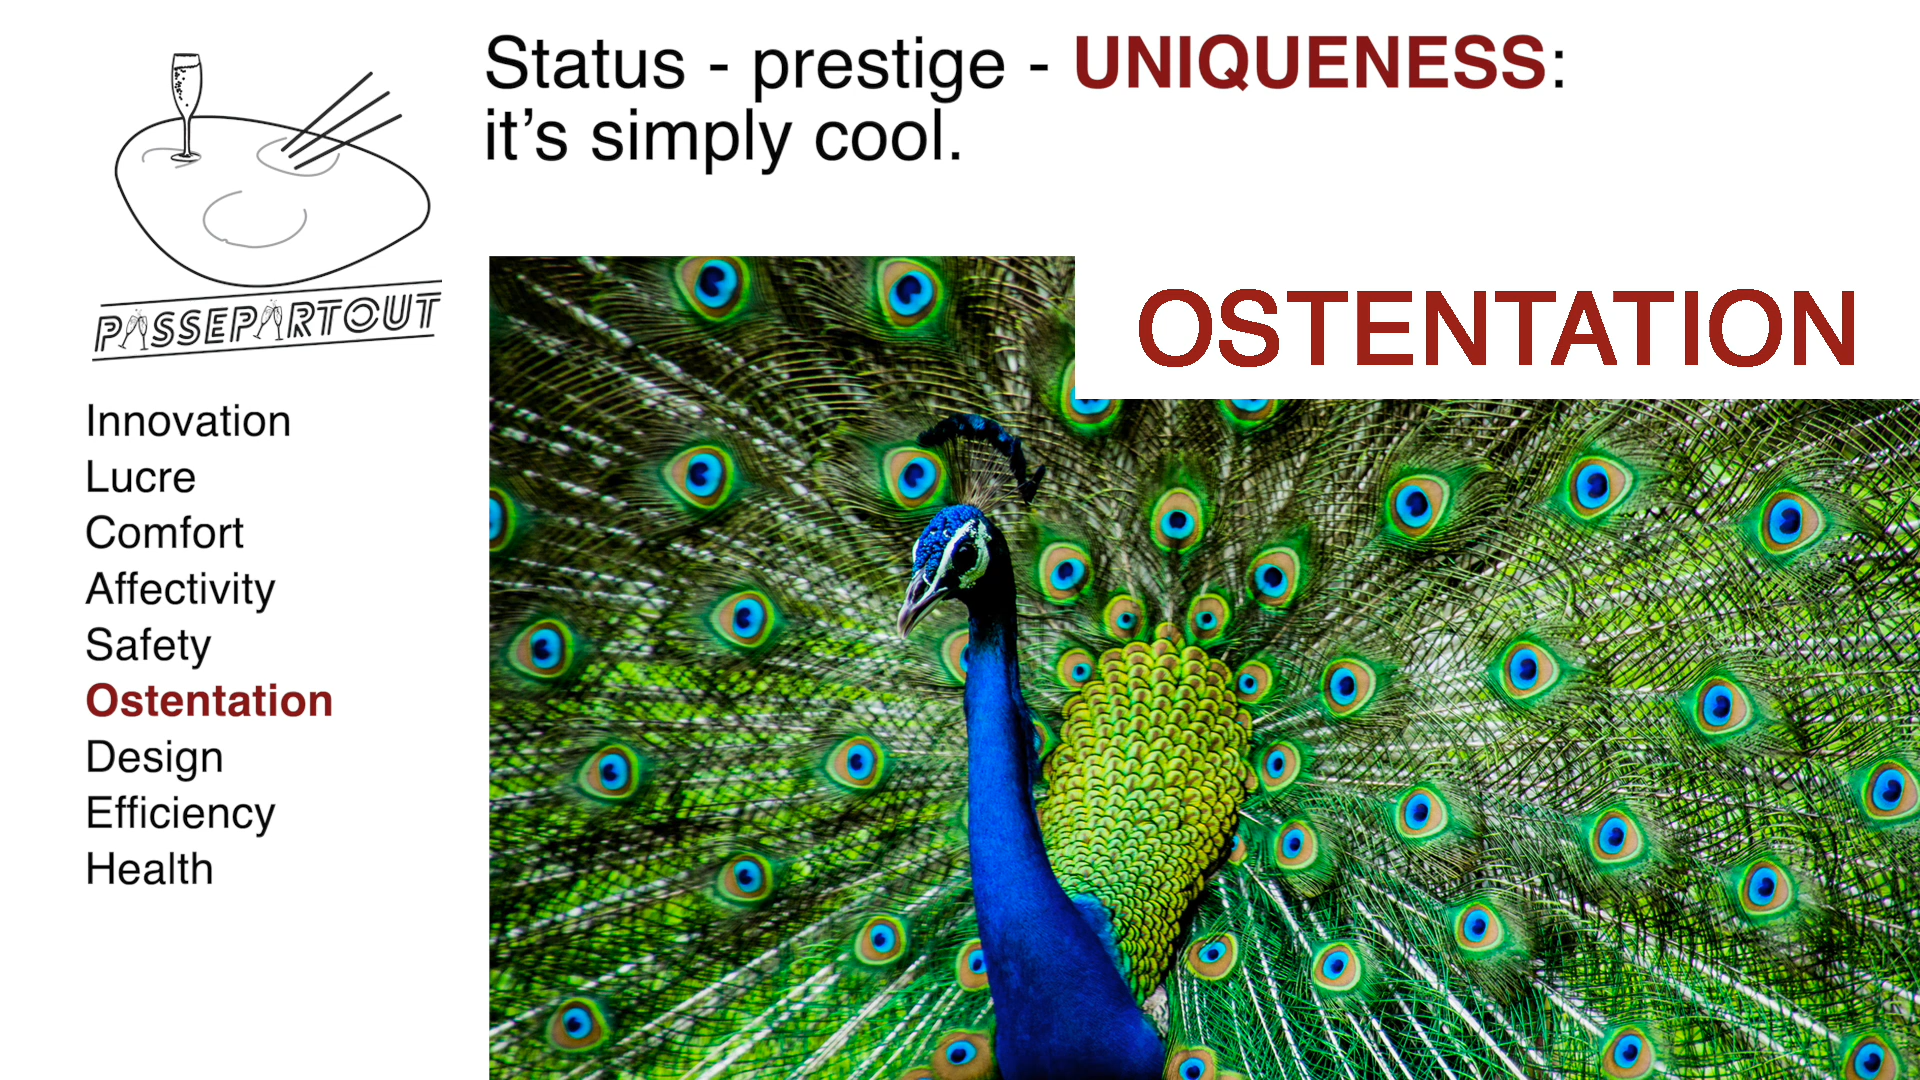 Status - prestige - UNIQUENESS:
it’s simply cool.
PASSEPARTOUT
OSTENTATION
Innovation
Lucre
Comfort
Affectivity
Safety
Ostentation
Design
Efficiency
Health